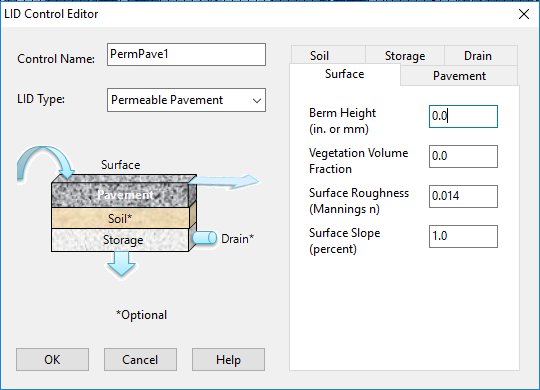 LID Control Editor
Control Name: PermPave1
LID Type: Permeable Pavement
Surface
Pavement
Soil*
Storage
Drain*
*Optional
OK Cancel Help
Soil Storage Drain
Surface Pavement
Berm Height
(in. or mm)
0.0
Vegetation Volume
Fraction
0.0
Surface Roughness
(Mannings n)
0.014
Surface Slope
(percent)
1.0